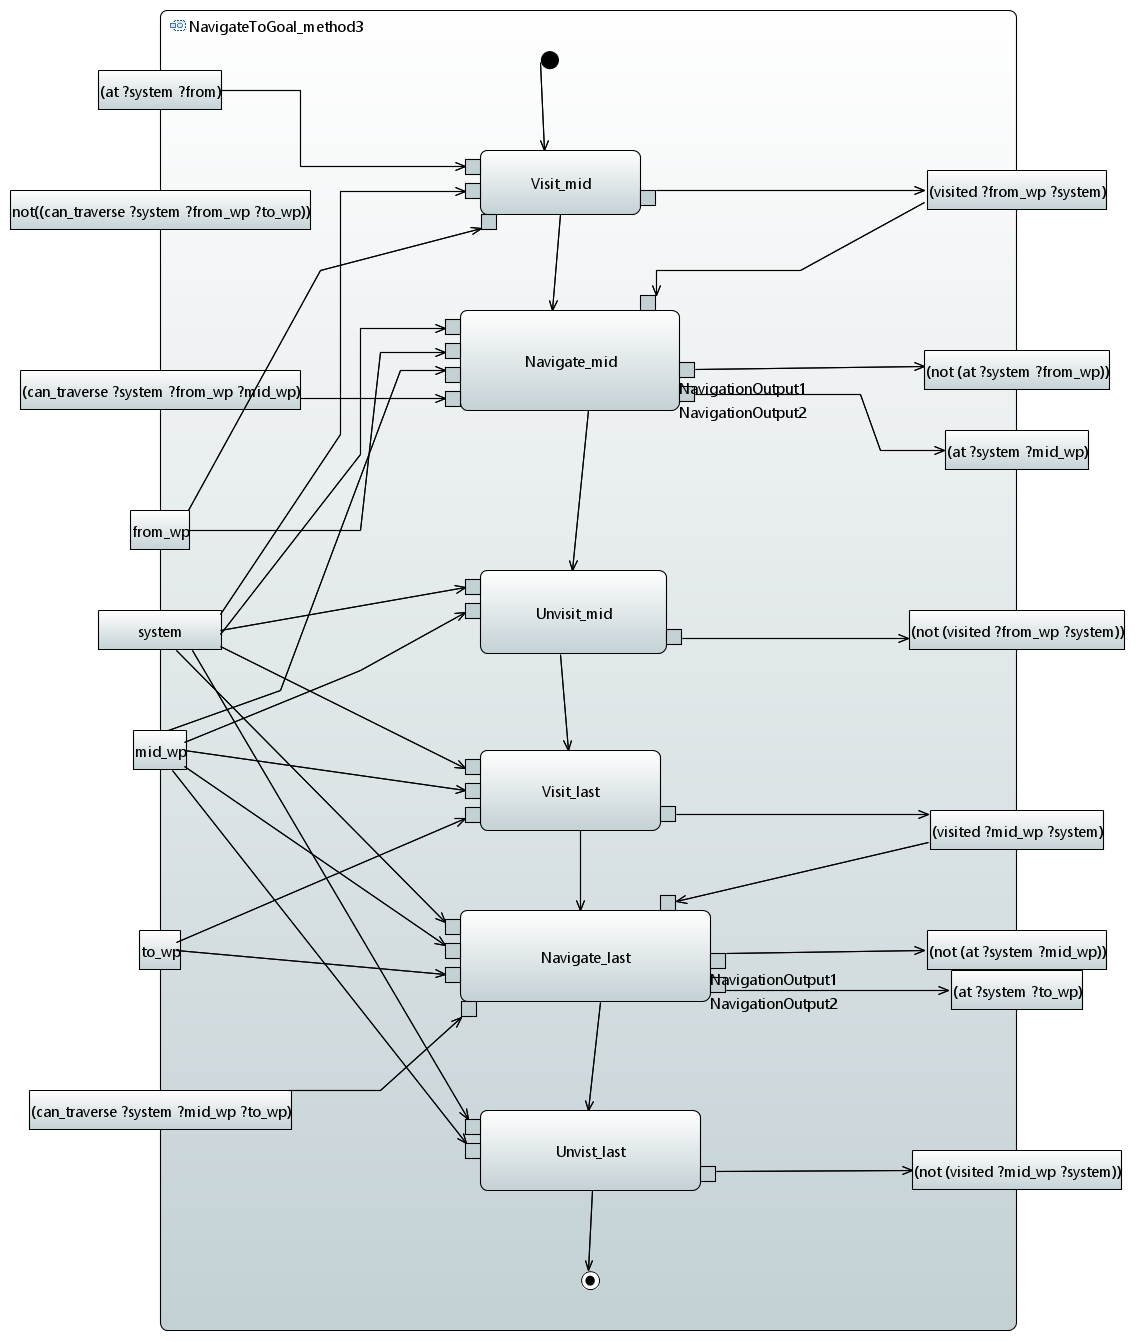 NavigateToGoal_method3
(at ?system ?from)
Visit_mid
(visited ?from_wp ?system)
not((can_traverse ?system ?from_wp ?to_wp))
Navigate_mid
(not (at ?system ?from_wp))
NavigationOutput1
(can_traverse ?system ?from_wp ?mid_wp)
NavigationOutput2
(at ?system ?mid_wp)
from_wp
Unvisit_mid
system
(not (visited ?from_wp ?system))
mid_wp
Visit_last
(visited ?mid_wp ?system)
to_wp
Navigate_last
(not (at ?system ?mid_wp))
NavigationOutput1
(at ?system ?to_wp)
NavigationOutput2
(can_traverse ?system ?mid_wp ?to_wp)
Unvist_last
(not (visited ?mid_wp ?system))